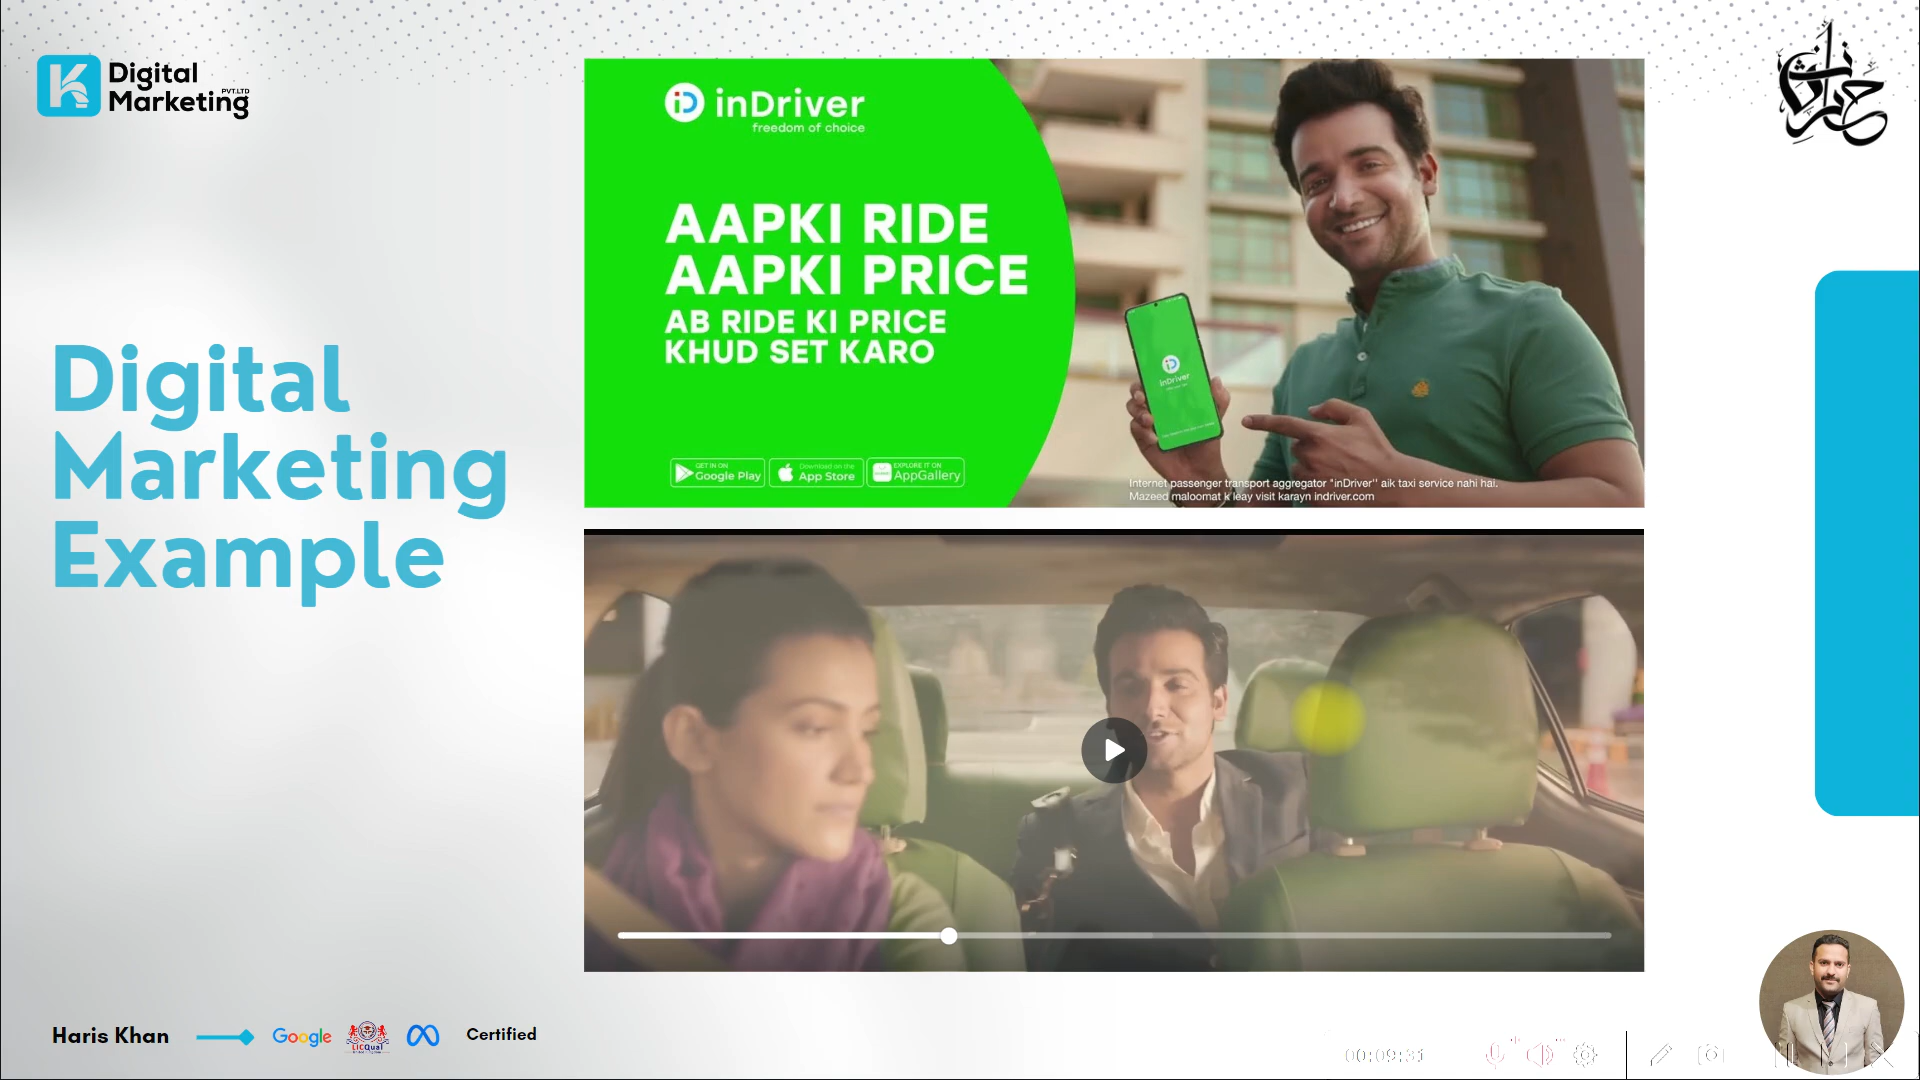 Digital
Marketing
PVT.LTD
inDriver
freedom of choice
AAPKI RIDE
AAPKI PRICE
AB RIDE KI PRICE
KHUD SET KARO
GET IN ON
Google Play
Download on the
App Store
EXPLORE IT ON
AppGallery
inDriver
Internet passenger transport aggregator "inDriver" aik taxi service nahi hai.
Mazeed maloomat k leay visit karayn indriver.com
Digital
Marketing
Example
Haris Khan
Google
LICQual
Certified
00:09:31